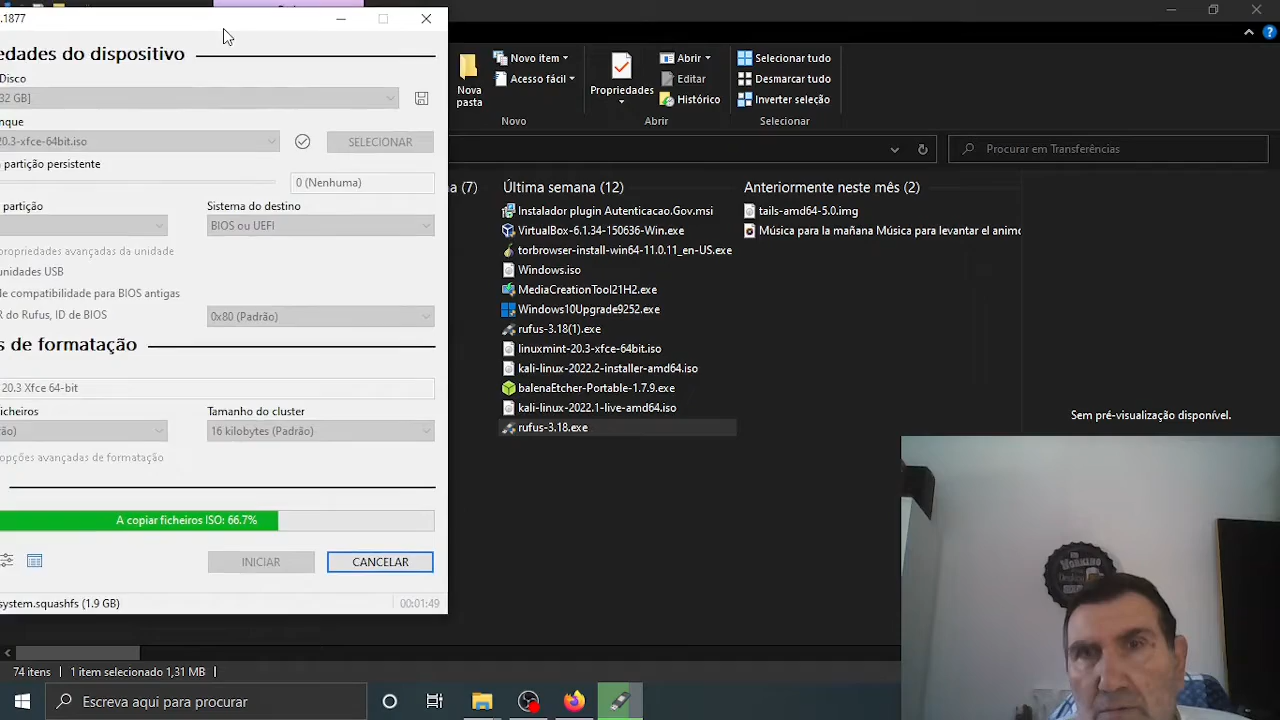 .1877
edades do dispositivo
Disco
32 GB]
nque
20.3-xfce-64bit.iso
SELECIONAR
partição persistente
0 (Nenhuma)
partição
Sistema do destino
BIOS ou UEFI
propriedades avançadas da unidade
unidades USB
le compatibilidade para BIOS antigas
R do Rufus, ID de BIOS
0x80 (Padrão)
s de formatação
20.3 Xfce 64-bit
icheiros
Tamanho do cluster
rão)
16 kilobytes (Padrão)
opções avançadas de formatação
A copiar ficheiros ISO: 66.7%
INICIAR
CANCELAR
system.squashfs (1.9 GB)
00:01:49
Nova pasta
Novo item
Acesso fácil
Novo
Propriedades
Abrir
Editar
Histórico
Abrir
Selecionar tudo
Desmarcar tudo
Inverter seleção
Selecionar
Procurar em Transferências
na (7)
Última semana (12)
Instalador plugin Autenticacao.Gov.msi
VirtualBox-6.1.34-150636-Win.exe
torbrowser-install-win64-11.0.11_en-US.exe
Windows.iso
MediaCreationTool21H2.exe
Windows10Upgrade9252.exe
rufus-3.18(1).exe
linuxmint-20.3-xfce-64bit.iso
kali-linux-2022.2-installer-amd64.iso
balenaEtcher-Portable-1.7.9.exe
kali-linux-2022.1-live-amd64.iso
rufus-3.18.exe
Anteriormente neste mês (2)
tails-amd64-5.0.img
Música para la mañana Música para levantar el animo
Sem pré-visualização disponível.
WORKING
74 itens
1 item selecionado 1,31 MB
Escreva aqui para procurar